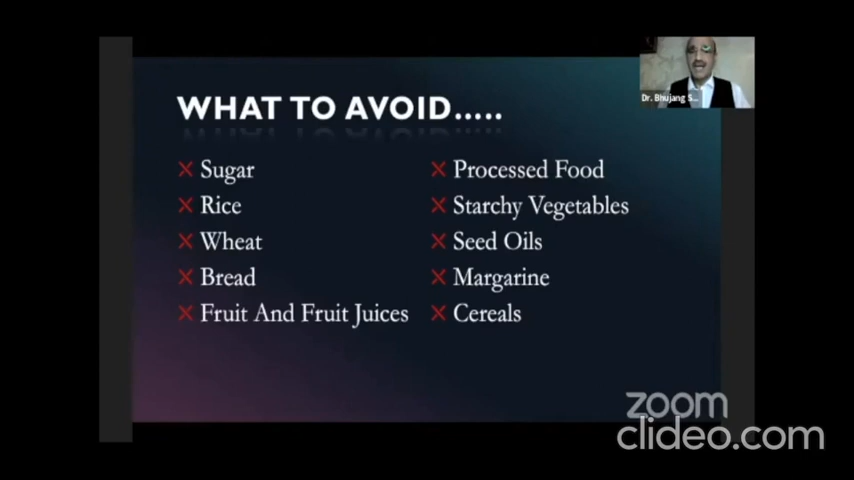 WHAT TO AVOID.....
Sugar
Rice
Wheat
Bread
Fruit And Fruit Juices
Processed Food
Starchy Vegetables
Seed Oils
Margarine
Cereals
Dr. Bhujang S...
zoom
clideo.com